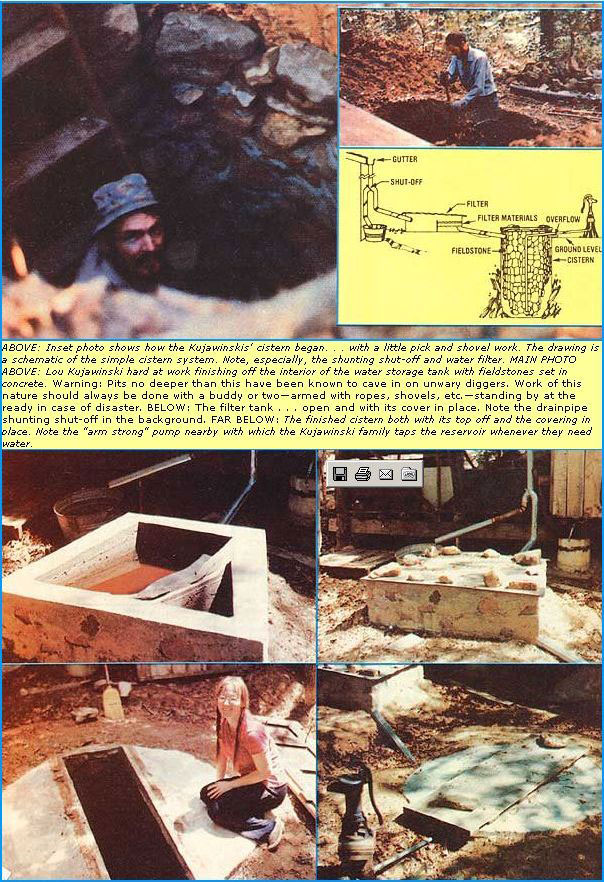 GUTTER
SHUT-OFF
FILTER
FILTER MATERIALS
OVERFLOW
FIELDSTONE
GROUND LEVEL
CISTERN
ABOVE: Inset photo shows how the Kujawinskis' cistern began. . . with a little pick and shovel work. The drawing is
a schematic of the simple cistern system. Note, especially, the shunting shut-off and water filter. MAIN PHOTO
ABOVE: Lou Kujawinski hard at work finishing off the interior of the water storage tank with fieldstones set in
concrete. Warning: Pits no deeper than this have been known to cave in on unwary diggers. Work of this
nature should always be done with a buddy or two—armed with ropes, shovels, etc.—standing by at the
ready in case of disaster. BELOW: The filter tank . . . open and with its cover in place. Note the drainpipe
shunting shut-off in the background. FAR BELOW: The finished cistern both with its top off and the covering in
place. Note the "arm strong" pump nearby with which the Kujawinski family taps the reservoir whenever they need
water.